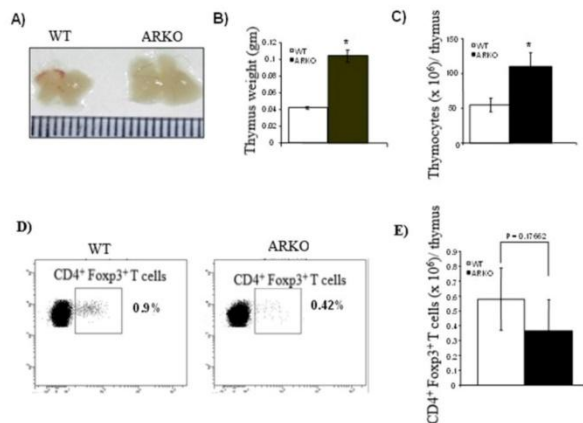 A)
WT
ARKO
B)
Thymus weight (gm)
0.12
0.1
0.08
0.06
0.04
0.02
0
WT
ARKO
*
C)
Thymocytes (x 10⁶)/ thymus
150
100
50
0
WT
ARKO
*
D)
WT
CD4⁺ Foxp3⁺ T cells
0.9%
ARKO
CD4⁺ Foxp3⁺ T cells
0.42%
E)
CD4⁺ Foxp3⁺ T cells (x 10⁶)/ thymus
0.9
0.8
0.7
0.6
0.5
0.4
0.3
0.2
0.1
0
WT
ARKO
P = 0.17662